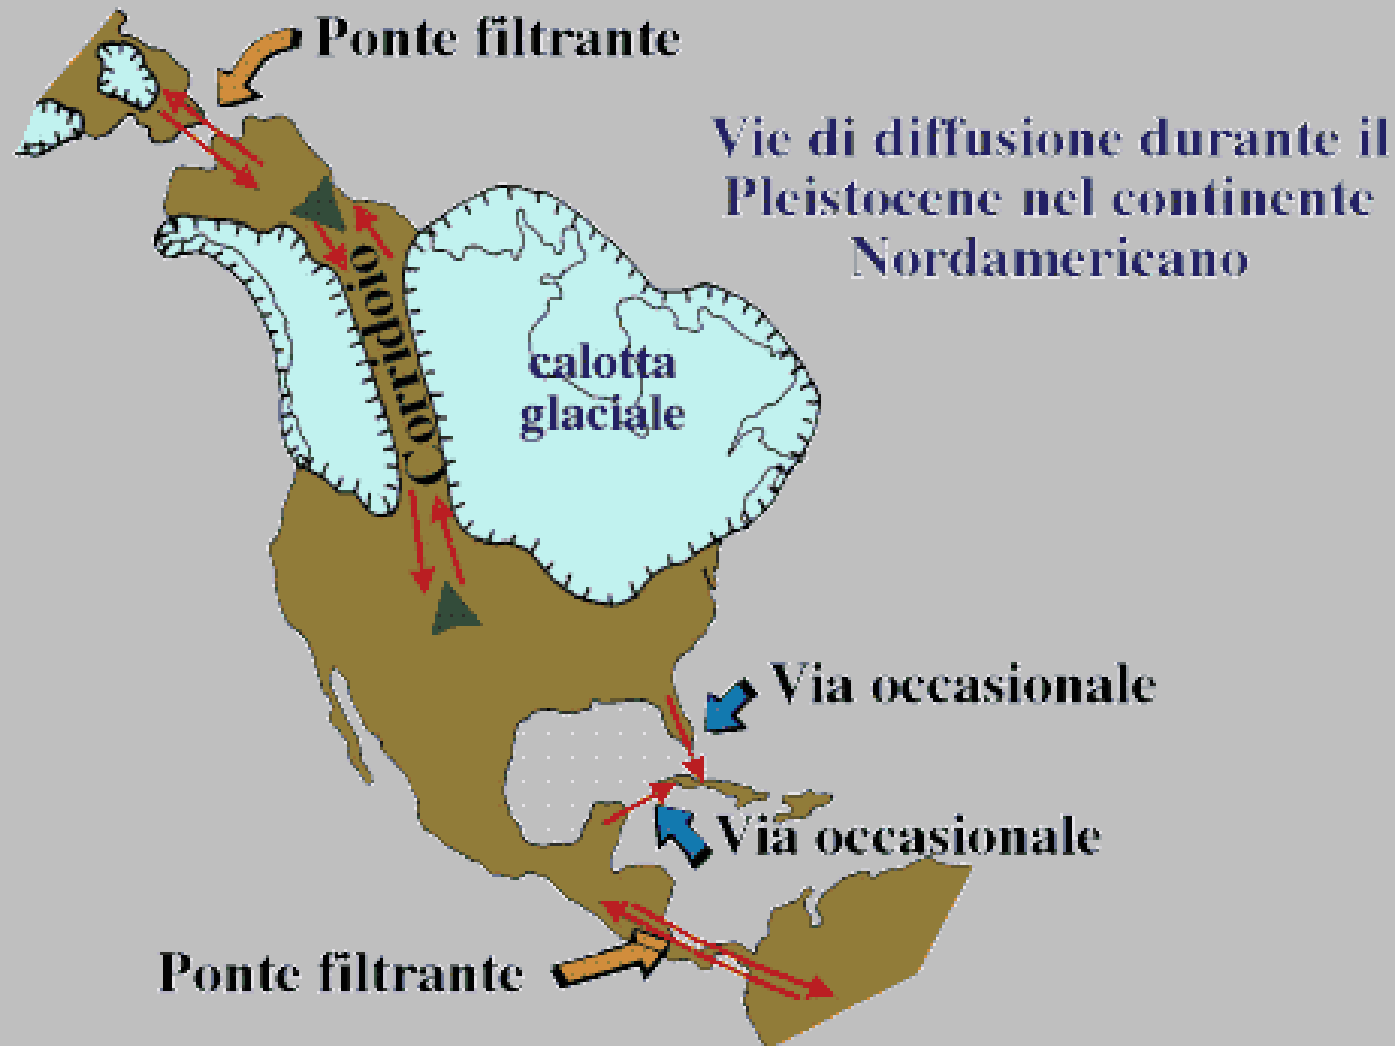 Ponte filtrante
Vie di diffusione durante il
Pleistocene nel continente
Nordamericano
Corridoio
calotta
glaciale
Via occasionale
Via occasionale
Ponte filtrante